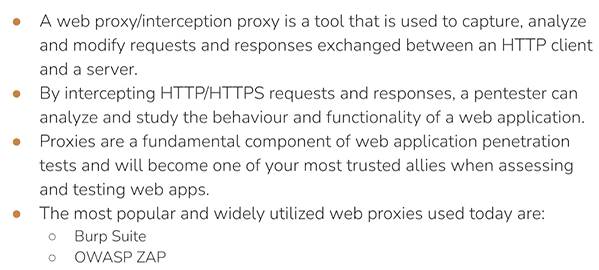 ● A web proxy/interception proxy is a tool that is used to capture, analyze
and modify requests and responses exchanged between an HTTP client
and a server.
● By intercepting HTTP/HTTPS requests and responses, a pentester can
analyze and study the behaviour and functionality of a web application.
● Proxies are a fundamental component of web application penetration
tests and will become one of your most trusted allies when assessing
and testing web apps.
● The most popular and widely utilized web proxies used today are:
○ Burp Suite
○ OWASP ZAP